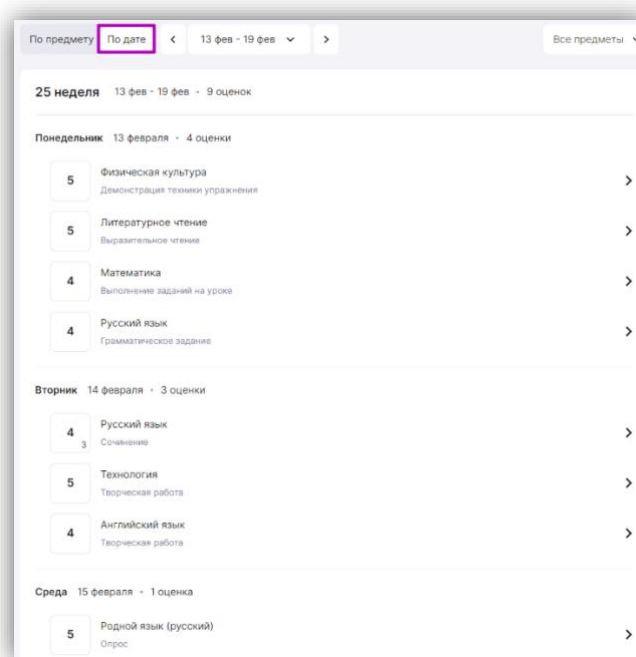 По предмету По дате 13 фев - 19 фев Все предметы
25 неделя 13 фев - 19 фев • 9 оценок
Понедельник 13 февраля • 4 оценки
5 Физическая культура
Демонстрация техники упражнения
5 Литературное чтение
Выразительное чтение
4 Математика
Выполнение заданий на уроке
4 Русский язык
Грамматическое задание
Вторник 14 февраля • 3 оценки
4 3 Русский язык
Сочинение
5 Технология
Творческая работа
4 Английский язык
Творческая работа
Среда 15 февраля • 1 оценка
5 Родной язык (русский)
Опрос